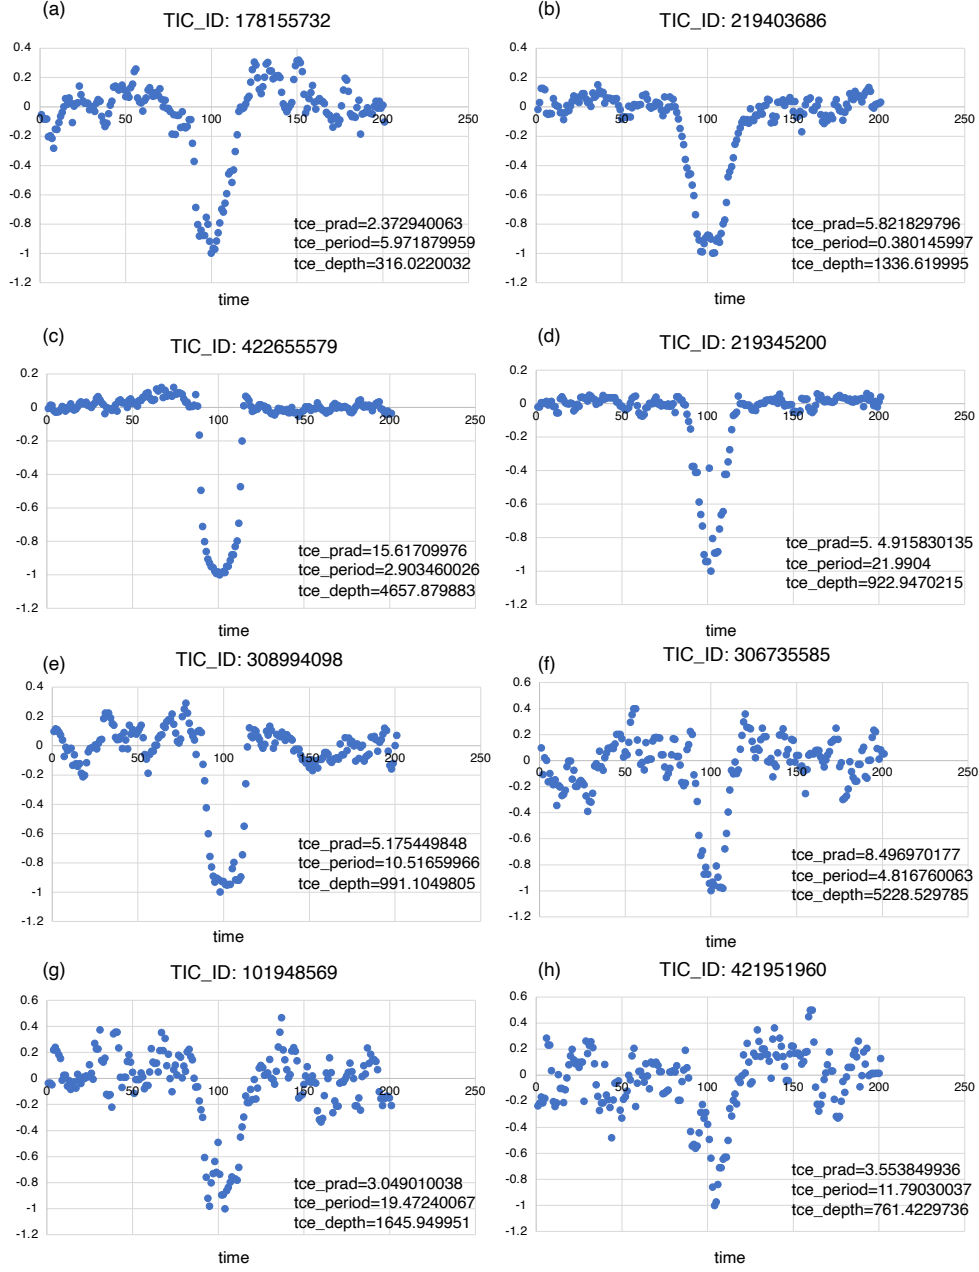 (a)
TIC_ID: 178155732
0.4
0.2
0
-0.2
-0.4
-0.6
-0.8
-1
-1.2
0 50 100 150 200 250
tce_prad=2.372940063
tce_period=5.971879959
tce_depth=316.0220032
time
(b)
TIC_ID: 219403686
0.4
0.2
0
-0.2
-0.4
-0.6
-0.8
-1
-1.2
0 50 100 150 200 250
tce_prad=5.821829796
tce_period=0.380145997
tce_depth=1336.619995
time
(c)
TIC_ID: 422655579
0.2
0
-0.2
-0.4
-0.6
-0.8
-1
-1.2
0 50 100 150 200 250
tce_prad=15.61709976
tce_period=2.903460026
tce_depth=4657.879883
time
(d)
TIC_ID: 219345200
0.2
0
-0.2
-0.4
-0.6
-0.8
-1
-1.2
0 50 100 150 200 250
tce_prad=5. 4.915830135
tce_period=21.9904
tce_depth=922.9470215
time
(e)
TIC_ID: 308994098
0.4
0.2
0
-0.2
-0.4
-0.6
-0.8
-1
-1.2
0 50 100 150 200 250
tce_prad=5.175449848
tce_period=10.51659966
tce_depth=991.1049805
time
(f)
TIC_ID: 306735585
0.6
0.4
0.2
0
-0.2
-0.4
-0.6
-0.8
-1
-1.2
0 50 100 150 200 250
tce_prad=8.496970177
tce_period=4.816760063
tce_depth=5228.529785
time
(g)
TIC_ID: 101948569
0.6
0.4
0.2
0
-0.2
-0.4
-0.6
-0.8
-1
-1.2
0 50 100 150 200 250
tce_prad=3.049010038
tce_period=19.47240067
tce_depth=1645.949951
time
(h)
TIC_ID: 421951960
0.6
0.4
0.2
0
-0.2
-0.4
-0.6
-0.8
-1
-1.2
0 50 100 150 200 250
tce_prad=3.553849936
tce_period=11.79030037
tce_depth=761.4229736
time